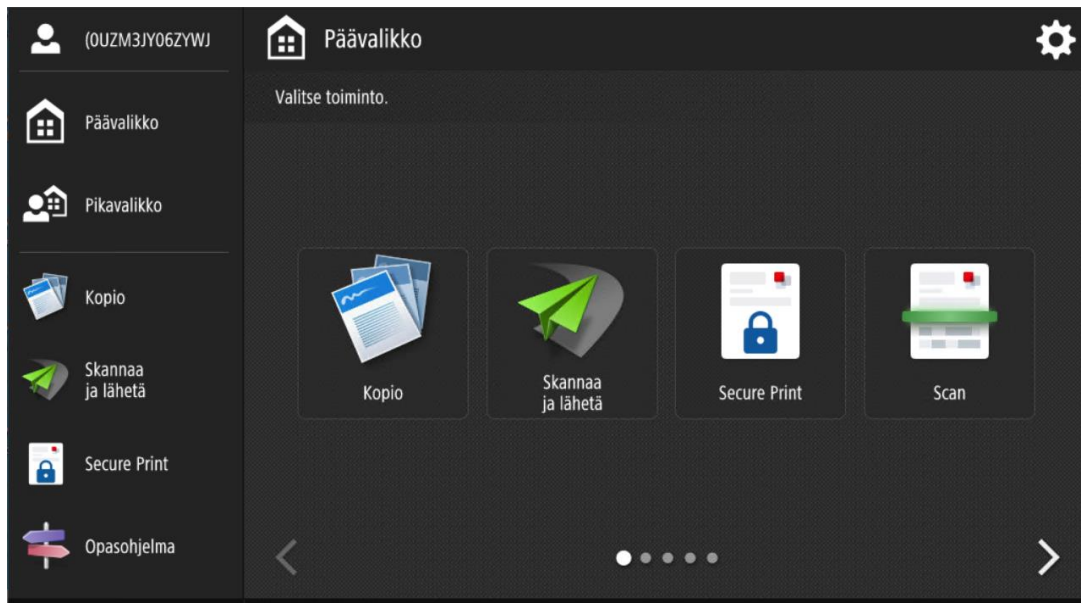 (0UZM3JY06ZYWJ
Päävalikko
Pikavalikko
Kopio
Skannaa
ja lähetä
Secure Print
Opasohjelma
Päävalikko
Valitse toiminto.
Kopio
Skannaa
ja lähetä
Secure Print
Scan